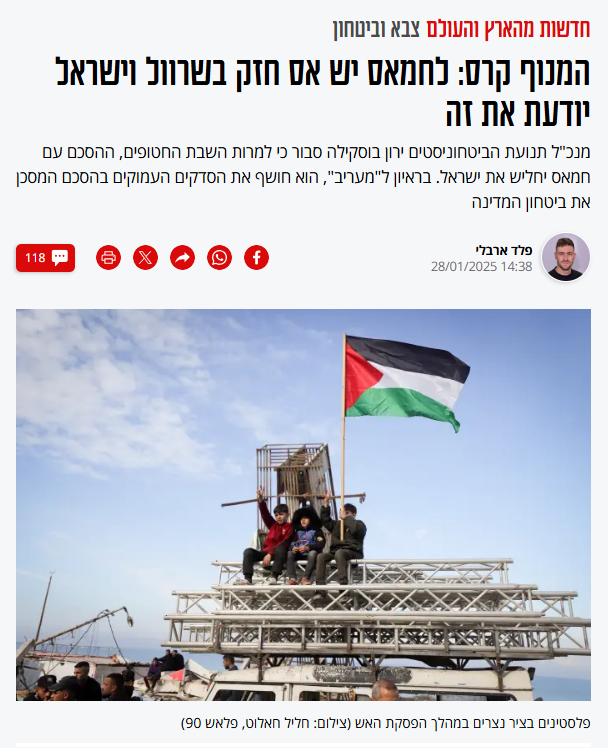 חדשות מהארץ והעולם צבא וביטחון
המנוף קרס: לחמאס יש אס חזק בשרוול וישראל
יודעת את זה
מנכ"ל תנועת הביטחוניסטים ירון בוסקילה סבור כי למרות השבת החטופים, ההסכם עם
חמאס יחליש את ישראל. בראיון ל"מעריב", הוא חושף את הסדקים העמוקים בהסכם המסכן
את ביטחון המדינה
פלד ארבלי
28/01/2025 14:38
118
פלסטינים בציר נצרים במהלך הפסקת האש (צילום: חליל חאלוט, פלאש 90)